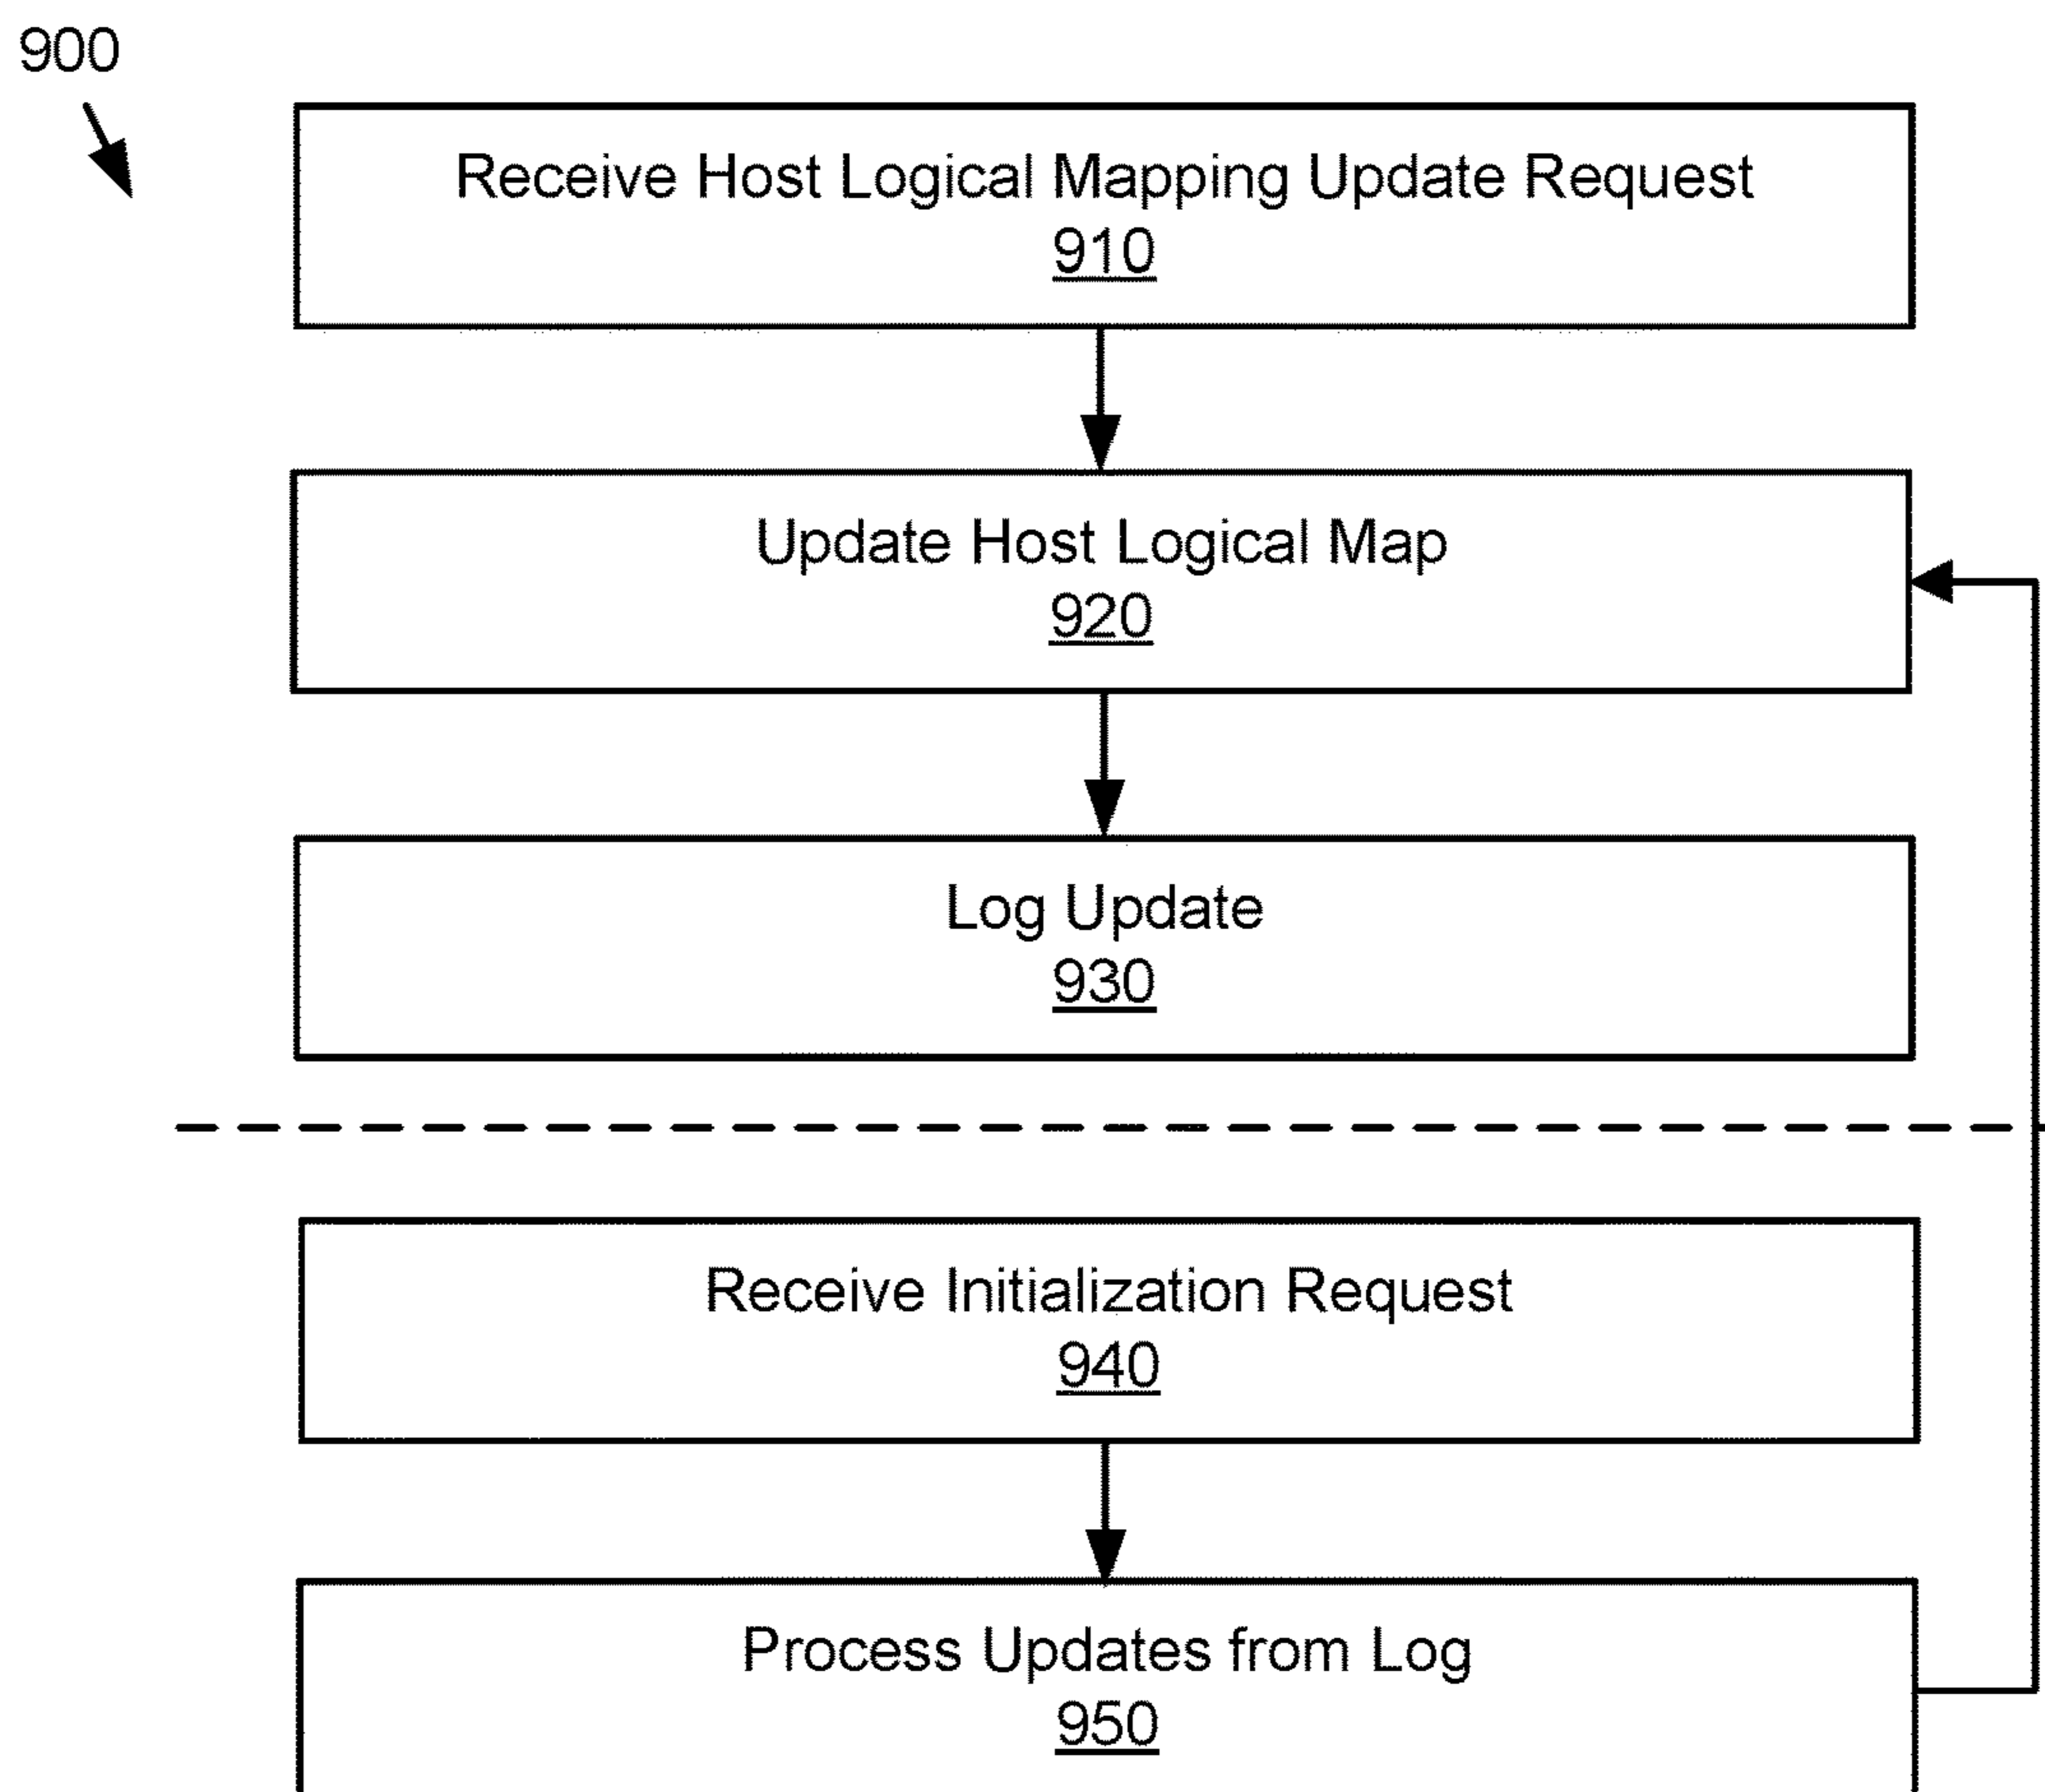 900
Receive Host Logical Mapping Update Request
910
Update Host Logical Map
920
Log Update
930
Receive Initialization Request
940
Process Updates from Log
950